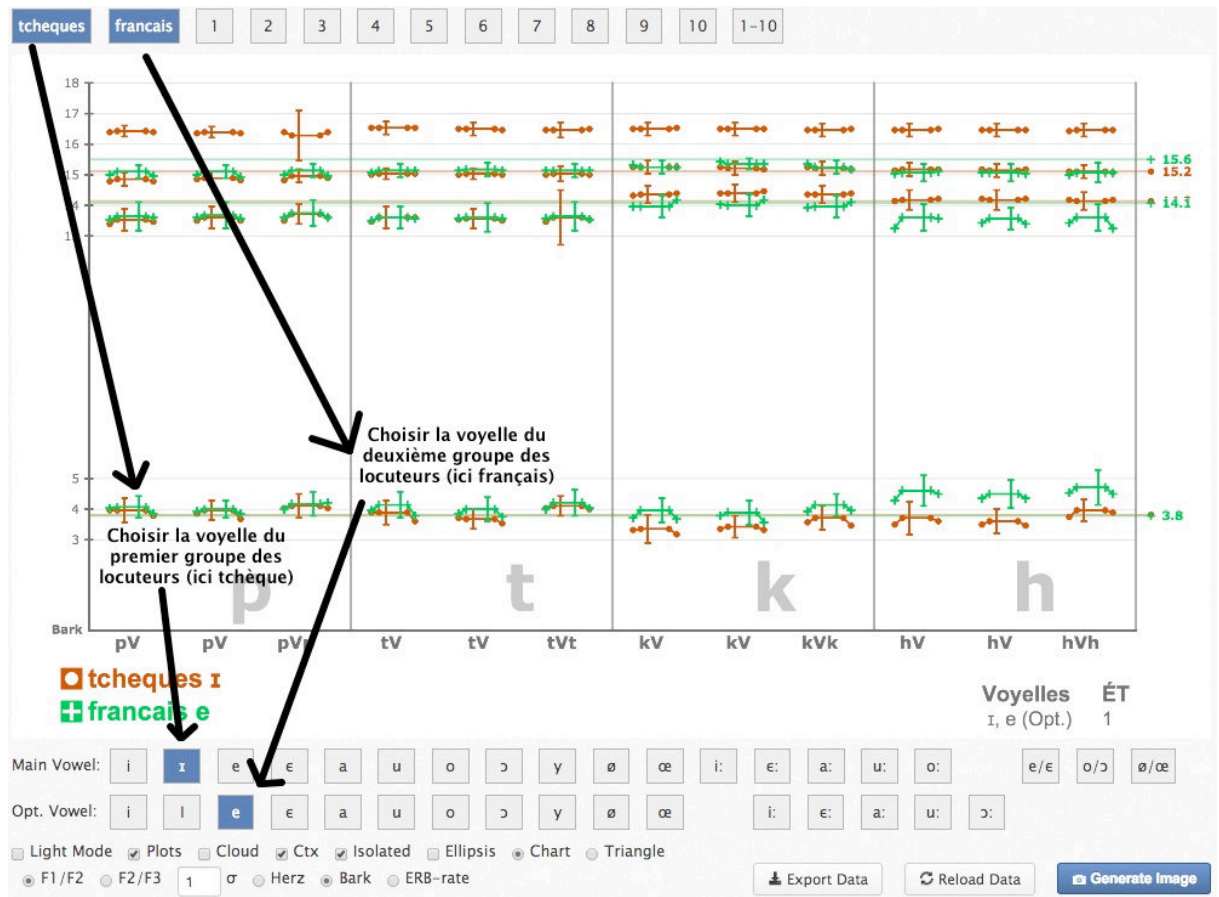 tcheques francais 1 2 3 4 5 6 7 8 9 10 1-10
18
17
16
15
4
1
15.6
15.2
14.1
Choisir la voyelle du
deuxième groupe des
locuteurs (ici français)
5
4
3
3.8
Choisir la voyelle du
premier groupe des
locuteurs (ici tchèque)
p t k h
Bark
pV pV pVp tV tV tVt kV kV kVk hV hV hVh
tcheques ɪ
francais e
Voyelles ÉT
ɪ, e (Opt.) 1
Main Vowel: i ɪ e ɛ a u o ɔ y ø œ i: ɛ: a: u: o: e/ɛ o/ɔ ø/œ
Opt. Vowel: i I e ɛ a u o ɔ y ø œ i: ɛ: a: u: ɔ:
Light Mode Plots Cloud Ctx Isolated Ellipsis Chart Triangle
F1/F2 F2/F3 1 σ Herz Bark ERB-rate
Export Data Reload Data Generate Image